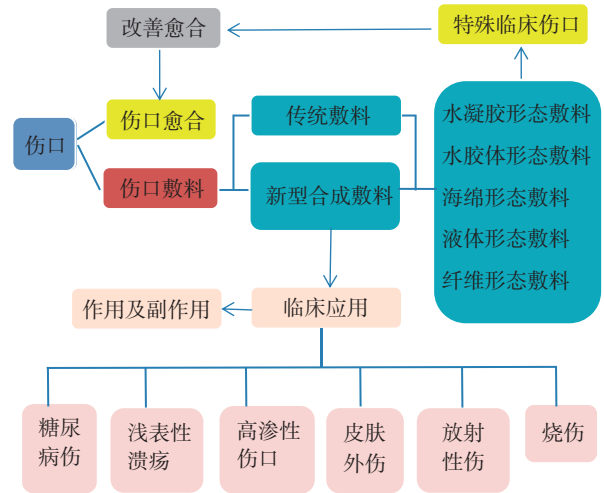 改善愈合
特殊临床伤口
伤口
伤口愈合
伤口敷料
传统敷料
新型合成敷料
水凝胶形态敷料
水胶体形态敷料
海绵形态敷料
液体形态敷料
纤维形态敷料
作用及副作用
临床应用
糖尿
病伤
浅表性
溃疡
高渗性
伤口
皮肤
外伤
放射
性伤
烧伤